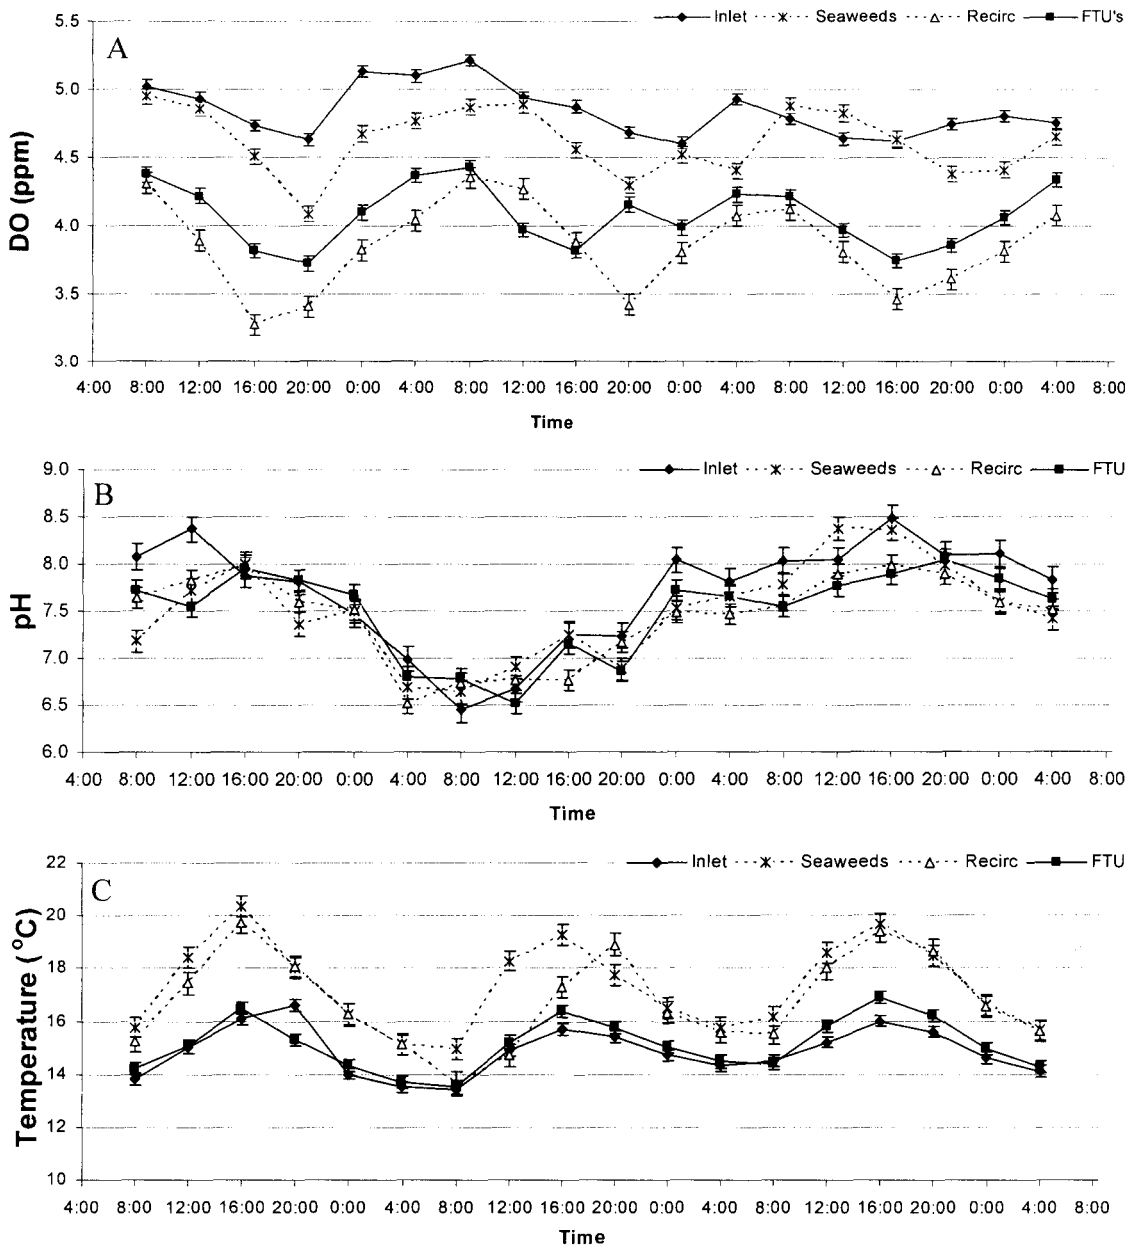 Inlet Seaweeds Recirc FTU's
A
5.5
5.0
4.5
4.0
3.5
3.0
DO (ppm)
4:00 8:00 12:00 16:00 20:00 0:00 4:00 8:00 12:00 16:00 20:00 0:00 4:00 8:00 12:00 16:00 20:00 0:00 4:00 8:00
Time
Inlet Seaweeds Recirc FTU
B
9.0
8.5
8.0
7.5
7.0
6.5
6.0
pH
4:00 8:00 12:00 16:00 20:00 0:00 4:00 8:00 12:00 16:00 20:00 0:00 4:00 8:00 12:00 16:00 20:00 0:00 4:00 8:00
Time
Inlet Seaweeds Recirc FTU
C
22
20
18
16
14
12
10
Temperature (°C)
4:00 8:00 12:00 16:00 20:00 0:00 4:00 8:00 12:00 16:00 20:00 0:00 4:00 8:00 12:00 16:00 20:00 0:00 4:00 8:00
Time